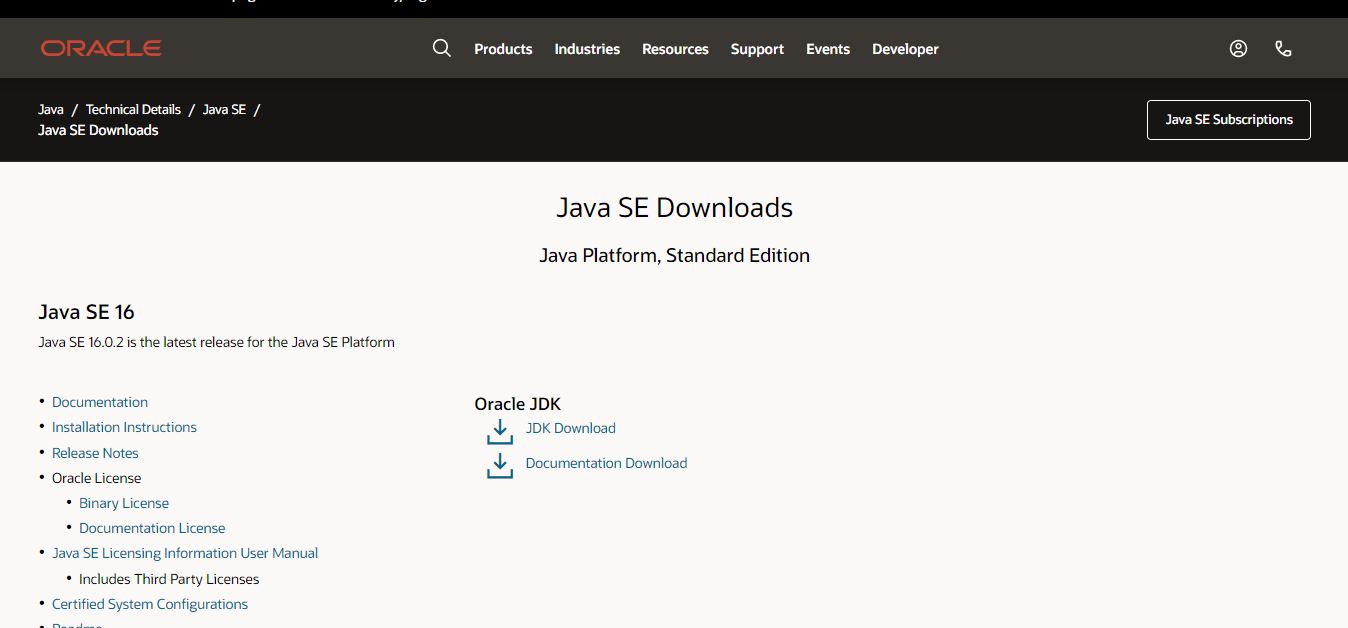 ORACLE
Products Industries Resources Support Events Developer
Java / Technical Details / Java SE /
Java SE Downloads
Java SE Subscriptions
Java SE Downloads
Java Platform, Standard Edition
Java SE 16
Java SE 16.0.2 is the latest release for the Java SE Platform
• Documentation
• Installation Instructions
• Release Notes
• Oracle License
• Binary License
• Documentation License
• Java SE Licensing Information User Manual
• Includes Third Party Licenses
• Certified System Configurations
Oracle JDK
JDK Download
Documentation Download